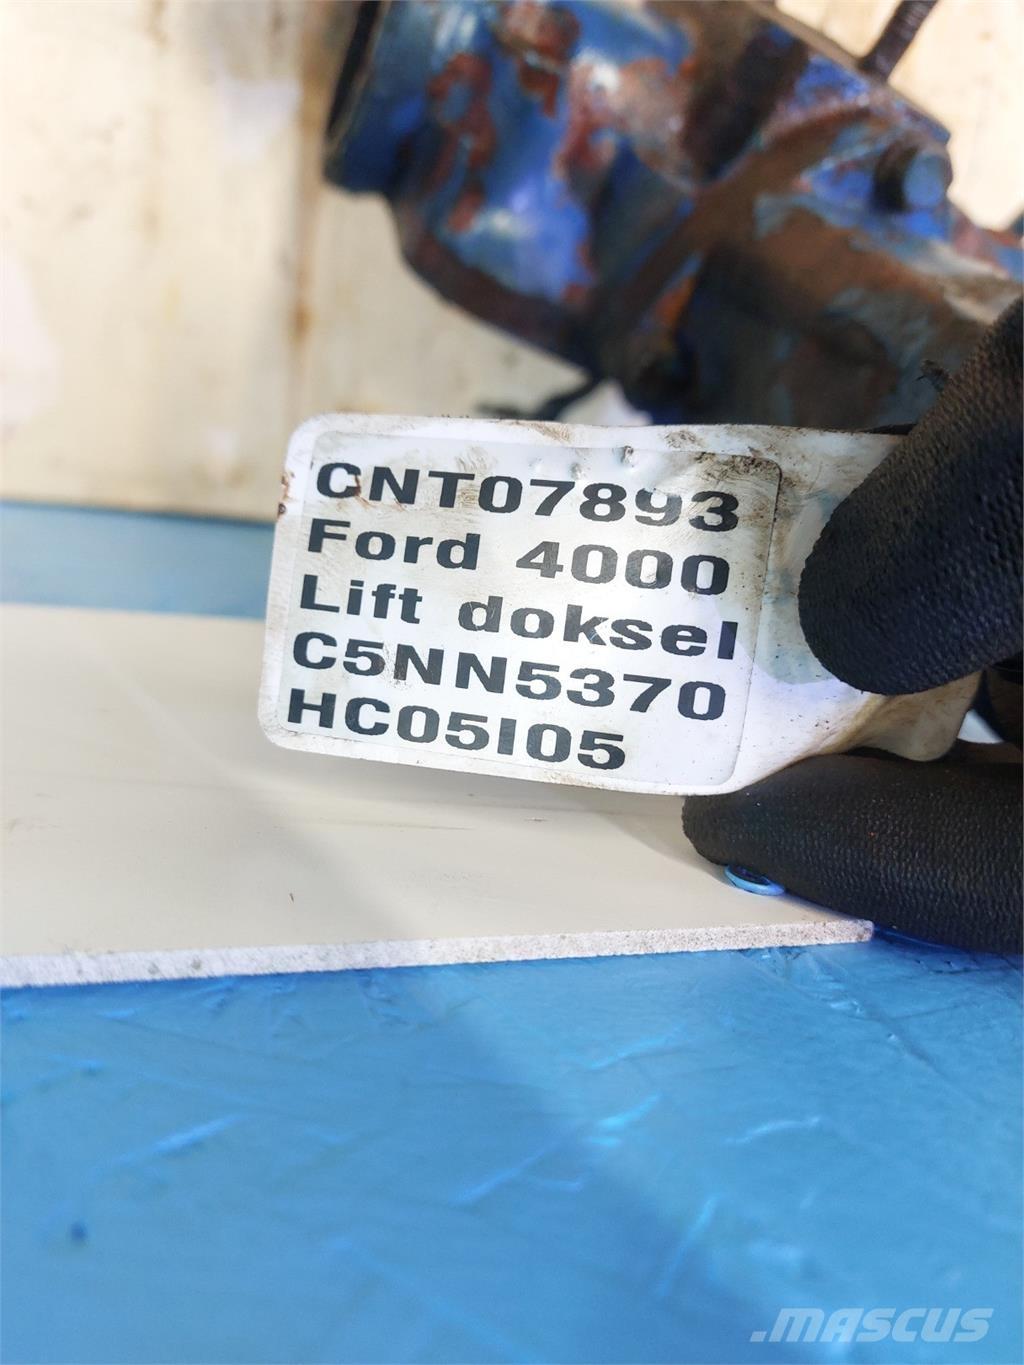 CNT07893
Ford 4000
Lift doksel
C5NN5370
HC05I05
.MASCUS